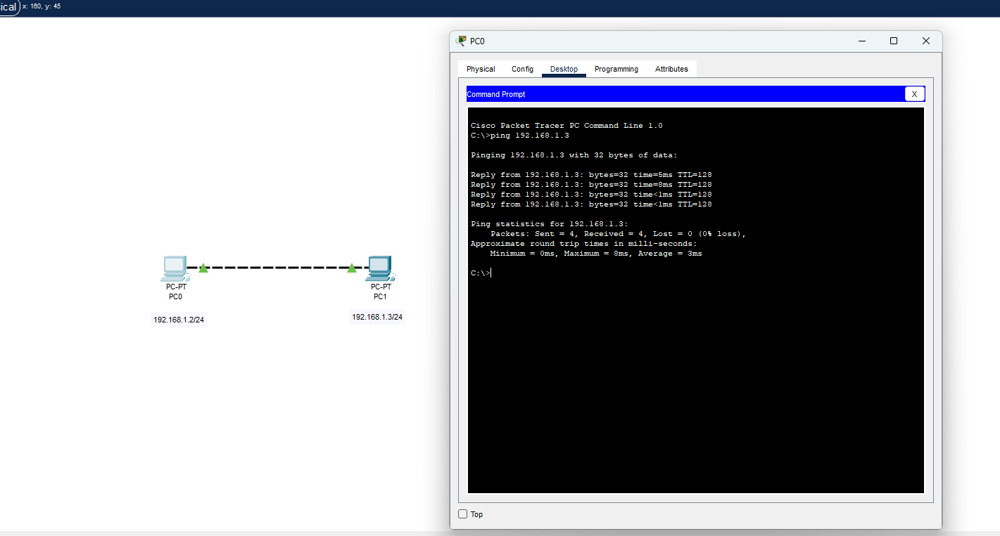 ical x: 160, y: 45
PC0
Physical Config Desktop Programming Attributes
Command Prompt X
Cisco Packet Tracer PC Command Line 1.0
C:\>ping 192.168.1.3
Pinging 192.168.1.3 with 32 bytes of data:
Reply from 192.168.1.3: bytes=32 time=5ms TTL=128
Reply from 192.168.1.3: bytes=32 time=8ms TTL=128
Reply from 192.168.1.3: bytes=32 time<1ms TTL=128
Reply from 192.168.1.3: bytes=32 time<1ms TTL=128
Ping statistics for 192.168.1.3:
Packets: Sent = 4, Received = 4, Lost = 0 (0% loss),
Approximate round trip times in milli-seconds:
Minimum = 0ms, Maximum = 8ms, Average = 3ms
C:\>
Top
PC-PT
PC0
192.168.1.2/24
PC-PT
PC1
192.168.1.3/24